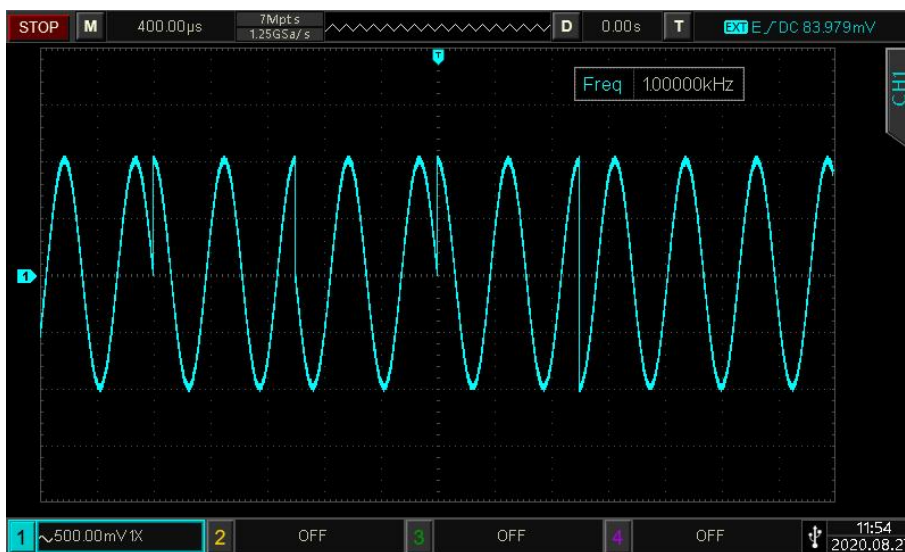 STOP M 400.00µs 7Mpts D 0.00s T EXT E DC 83.979mV
1.25GSa/s
T
Freq 1.00000kHz
CH1
1
1 500.00mV 1X 2 OFF 3 OFF 4 OFF 11:54
2020.08.27